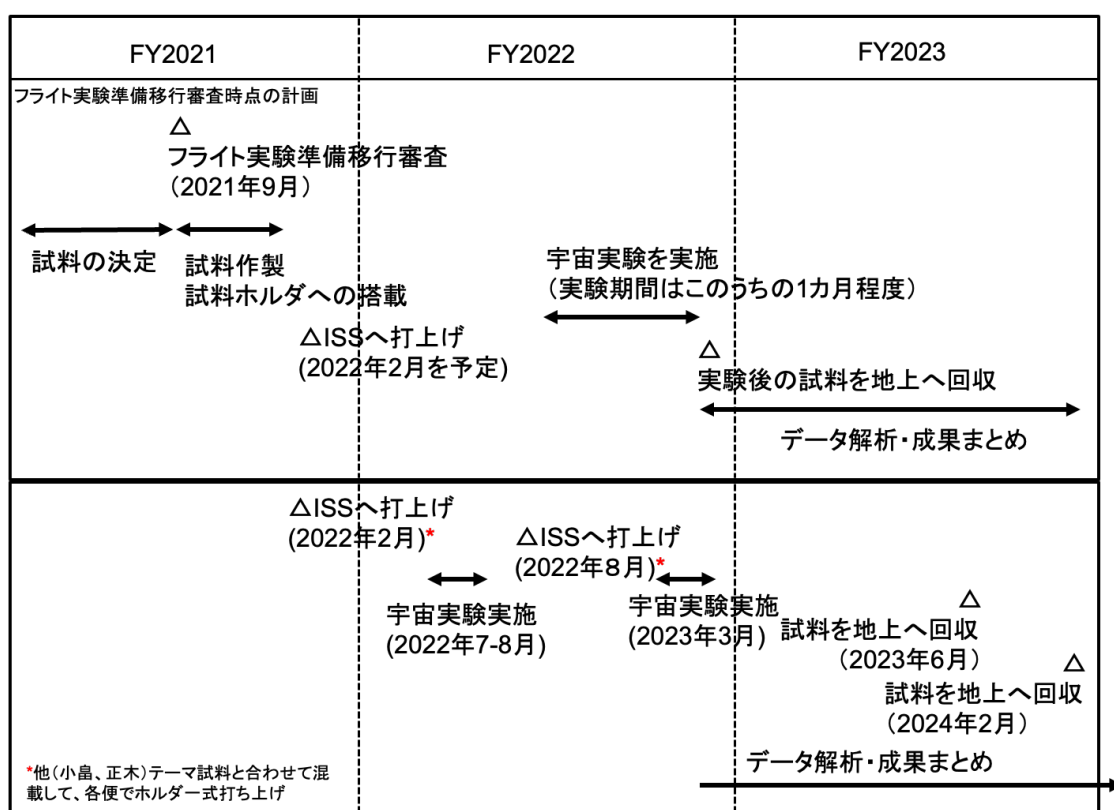 FY2021
FY2022
FY2023
フライト実験準備移行審査時点の計画
△
フライト実験準備移行審査
（2021年9月）
試料の決定
試料作製
試料ホルダへの搭載
△ISSへ打上げ
(2022年2月を予定)
宇宙実験を実施
（実験期間はこのうちの1カ月程度）
△
実験後の試料を地上へ回収
データ解析・成果まとめ
△ISSへ打上げ
(2022年2月)*
宇宙実験実施
(2022年7-8月)
△ISSへ打上げ
(2022年８月)*
宇宙実験実施
(2023年3月)
△
試料を地上へ回収
（2023年6月）
△
試料を地上へ回収
（2024年2月）
データ解析・成果まとめ
*他（小畠、正木）テーマ試料と合わせて混
載して、各便でホルダー式打ち上げ